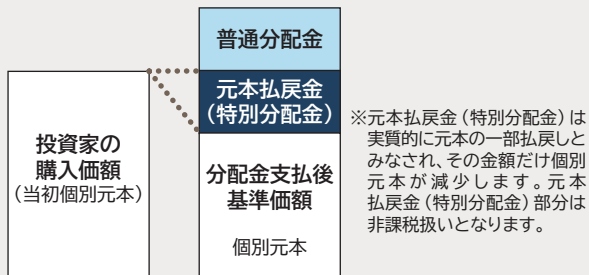 普通分配金
元本払戻金
(特別分配金)
投資家の
購入価額
(当初個別元本)
分配金支払後
基準価額
個別元本
※元本払戻金(特別分配金)は
実質的に元本の一部払戻しと
みなされ、その金額だけ個別
元本が減少します。元本
払戻金(特別分配金)部分は
非課税扱いとなります。